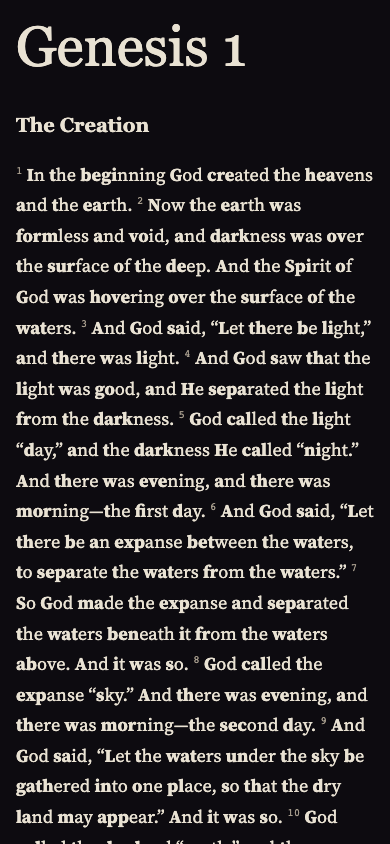 Genesis 1
The Creation
1 In the beginning God created the heavens
and the earth. 2 Now the earth was
formless and void, and darkness was over
the surface of the deep. And the Spirit of
God was hovering over the surface of the
waters. 3 And God said, “Let there be light,”
and there was light. 4 And God saw that the
light was good, and He separated the light
from the darkness. 5 God called the light
“day,” and the darkness He called “night.”
And there was evening, and there was
morning—the first day. 6 And God said, “Let
there be an expanse between the waters,
to separate the waters from the waters.” 7
So God made the expanse and separated
the waters beneath it from the waters
above. And it was so. 8 God called the
expanse “sky.” And there was evening, and
there was morning—the second day. 9 And
God said, “Let the waters under the sky be
gathered into one place, so that the dry
land may appear.” And it was so. 10 God